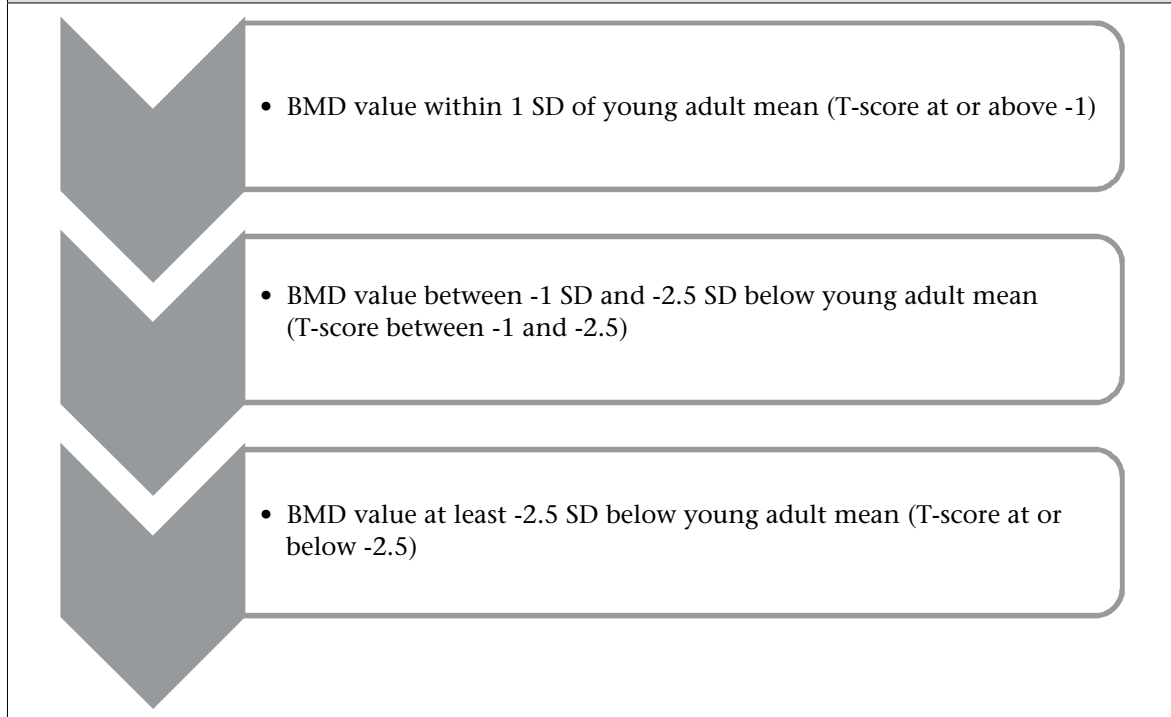 • BMD value within 1 SD of young adult mean (T-score at or above -1)
• BMD value between -1 SD and -2.5 SD below young adult mean
(T-score between -1 and -2.5)
• BMD value at least -2.5 SD below young adult mean (T-score at or
below -2.5)